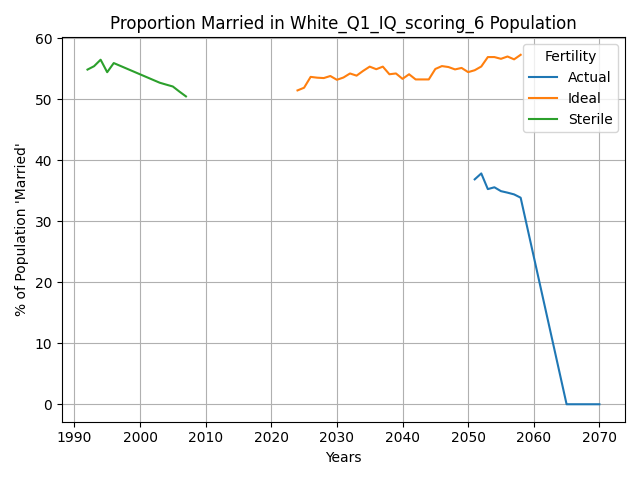 Proportion Married in White_Q1_IQ_scoring_6 Population
60
50
40
30
20
10
0
% of Population 'Married'
Fertility
Actual
Ideal
Sterile
1990 2000 2010 2020 2030 2040 2050 2060 2070
Years